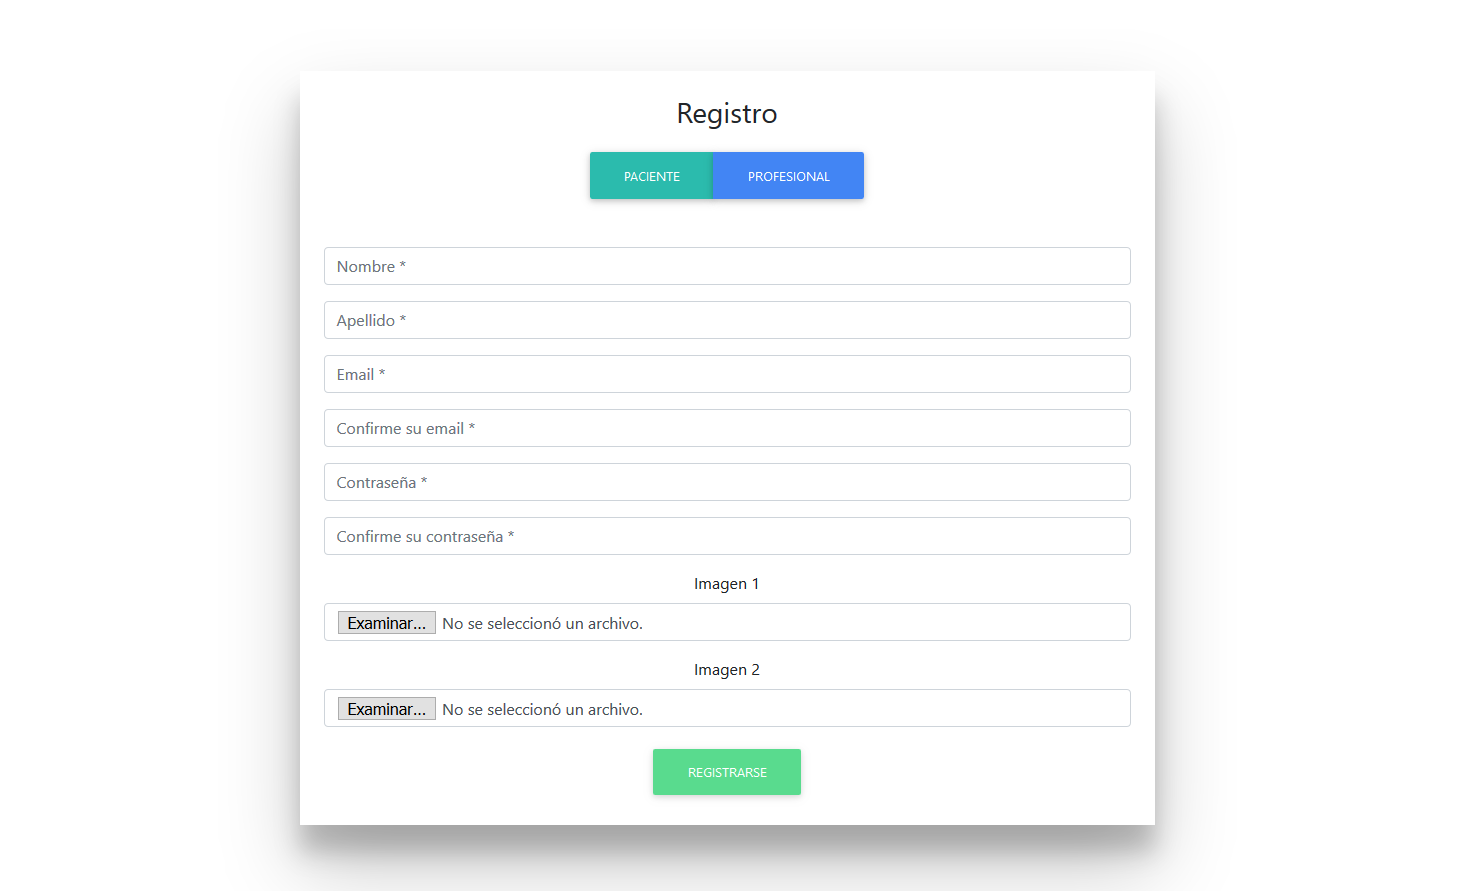 Registro
PACIENTE PROFESIONAL
Nombre *
Apellido *
Email *
Confirme su email *
Contraseña *
Confirme su contraseña *
Imagen 1
Examinar... No se seleccionó un archivo.
Imagen 2
Examinar... No se seleccionó un archivo.
REGISTRARSE